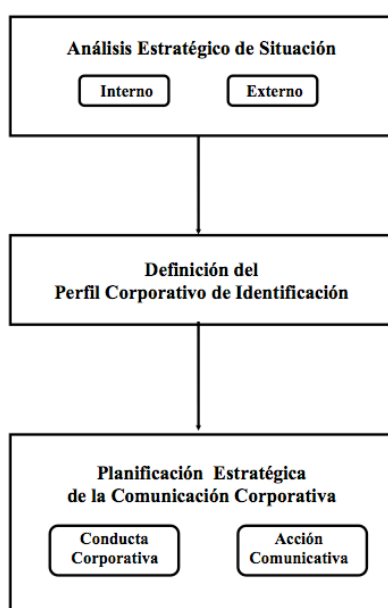 Análisis Estratégico de Situación
Interno
Externo
Definición del
Perfil Corporativo de Identificación
Planificación Estratégica
de la Comunicación Corporativa
Conducta
Corporativa
Acción
Comunicativa